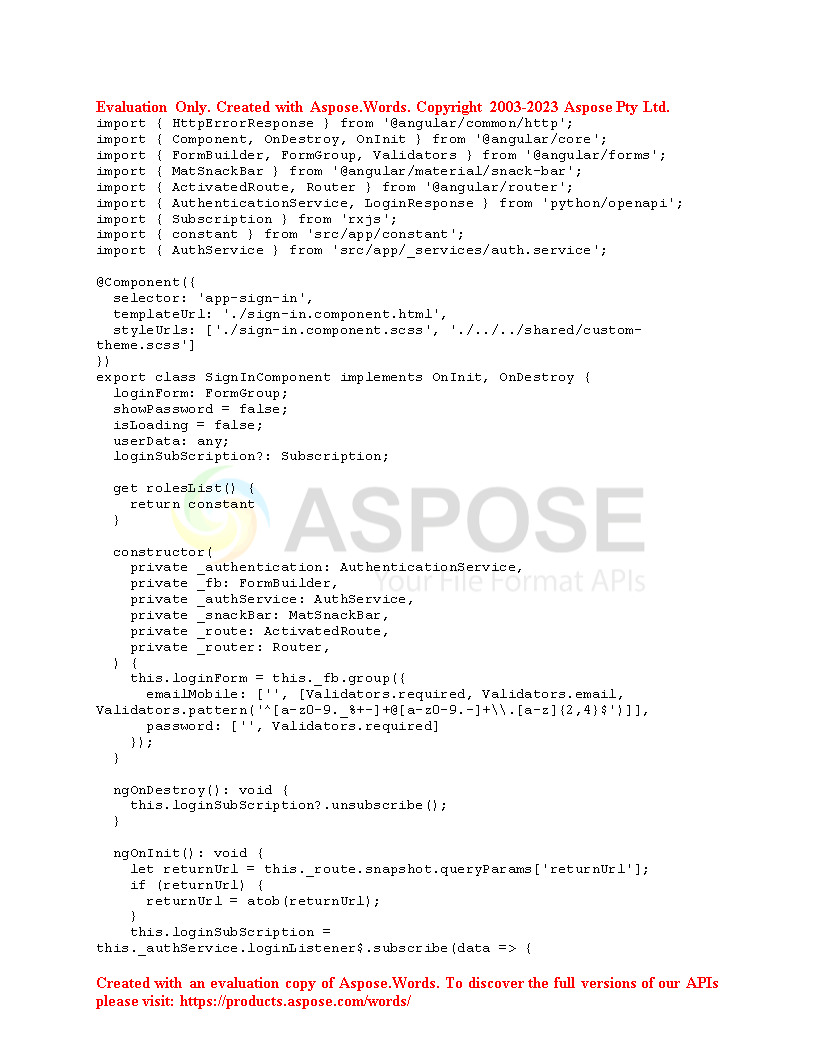 Evaluation Only. Created with Aspose.Words. Copyright 2003-2023 Aspose Pty Ltd.
import { HttpErrorResponse } from '@angular/common/http';
import { Component, OnDestroy, OnInit } from '@angular/core';
import { FormBuilder, FormGroup, Validators } from '@angular/forms';
import { MatSnackBar } from '@angular/material/snack-bar';
import { ActivatedRoute, Router } from '@angular/router';
import { AuthenticationService, LoginResponse } from 'python/openapi';
import { Subscription } from 'rxjs';
import { constant } from 'src/app/constant';
import { AuthService } from 'src/app/_services/auth.service';

@Component({
  selector: 'app-sign-in',
  templateUrl: './sign-in.component.html',
  styleUrls: ['./sign-in.component.scss', './../../shared/custom-
theme.scss']
})
export class SignInComponent implements OnInit, OnDestroy {
  loginForm: FormGroup;
  showPassword = false;
  isLoading = false;
  userData: any;
  loginSubScription?: Subscription;

  get rolesList() {
    return constant
  }
ASPOSE
Your File Format APIs

  constructor(
    private _authentication: AuthenticationService,
    private _fb: FormBuilder,
    private _authService: AuthService,
    private _snackBar: MatSnackBar,
    private _route: ActivatedRoute,
    private _router: Router,
  ) {
    this.loginForm = this._fb.group({
      emailMobile: ['', [Validators.required, Validators.email,
Validators.pattern('^[a-z0-9._%+-]+@[a-z0-9.-]+\\.[a-z]{2,4}$')]],
      password: ['', Validators.required]
    });
  }

  ngOnDestroy(): void {
    this.loginSubScription?.unsubscribe();
  }

  ngOnInit(): void {
    let returnUrl = this._route.snapshot.queryParams['returnUrl'];
    if (returnUrl) {
      returnUrl = atob(returnUrl);
    }
    this.loginSubScription =
this._authService.loginListener$.subscribe(data => {

Created with an evaluation copy of Aspose.Words. To discover the full versions of our APIs
please visit: https://products.aspose.com/words/